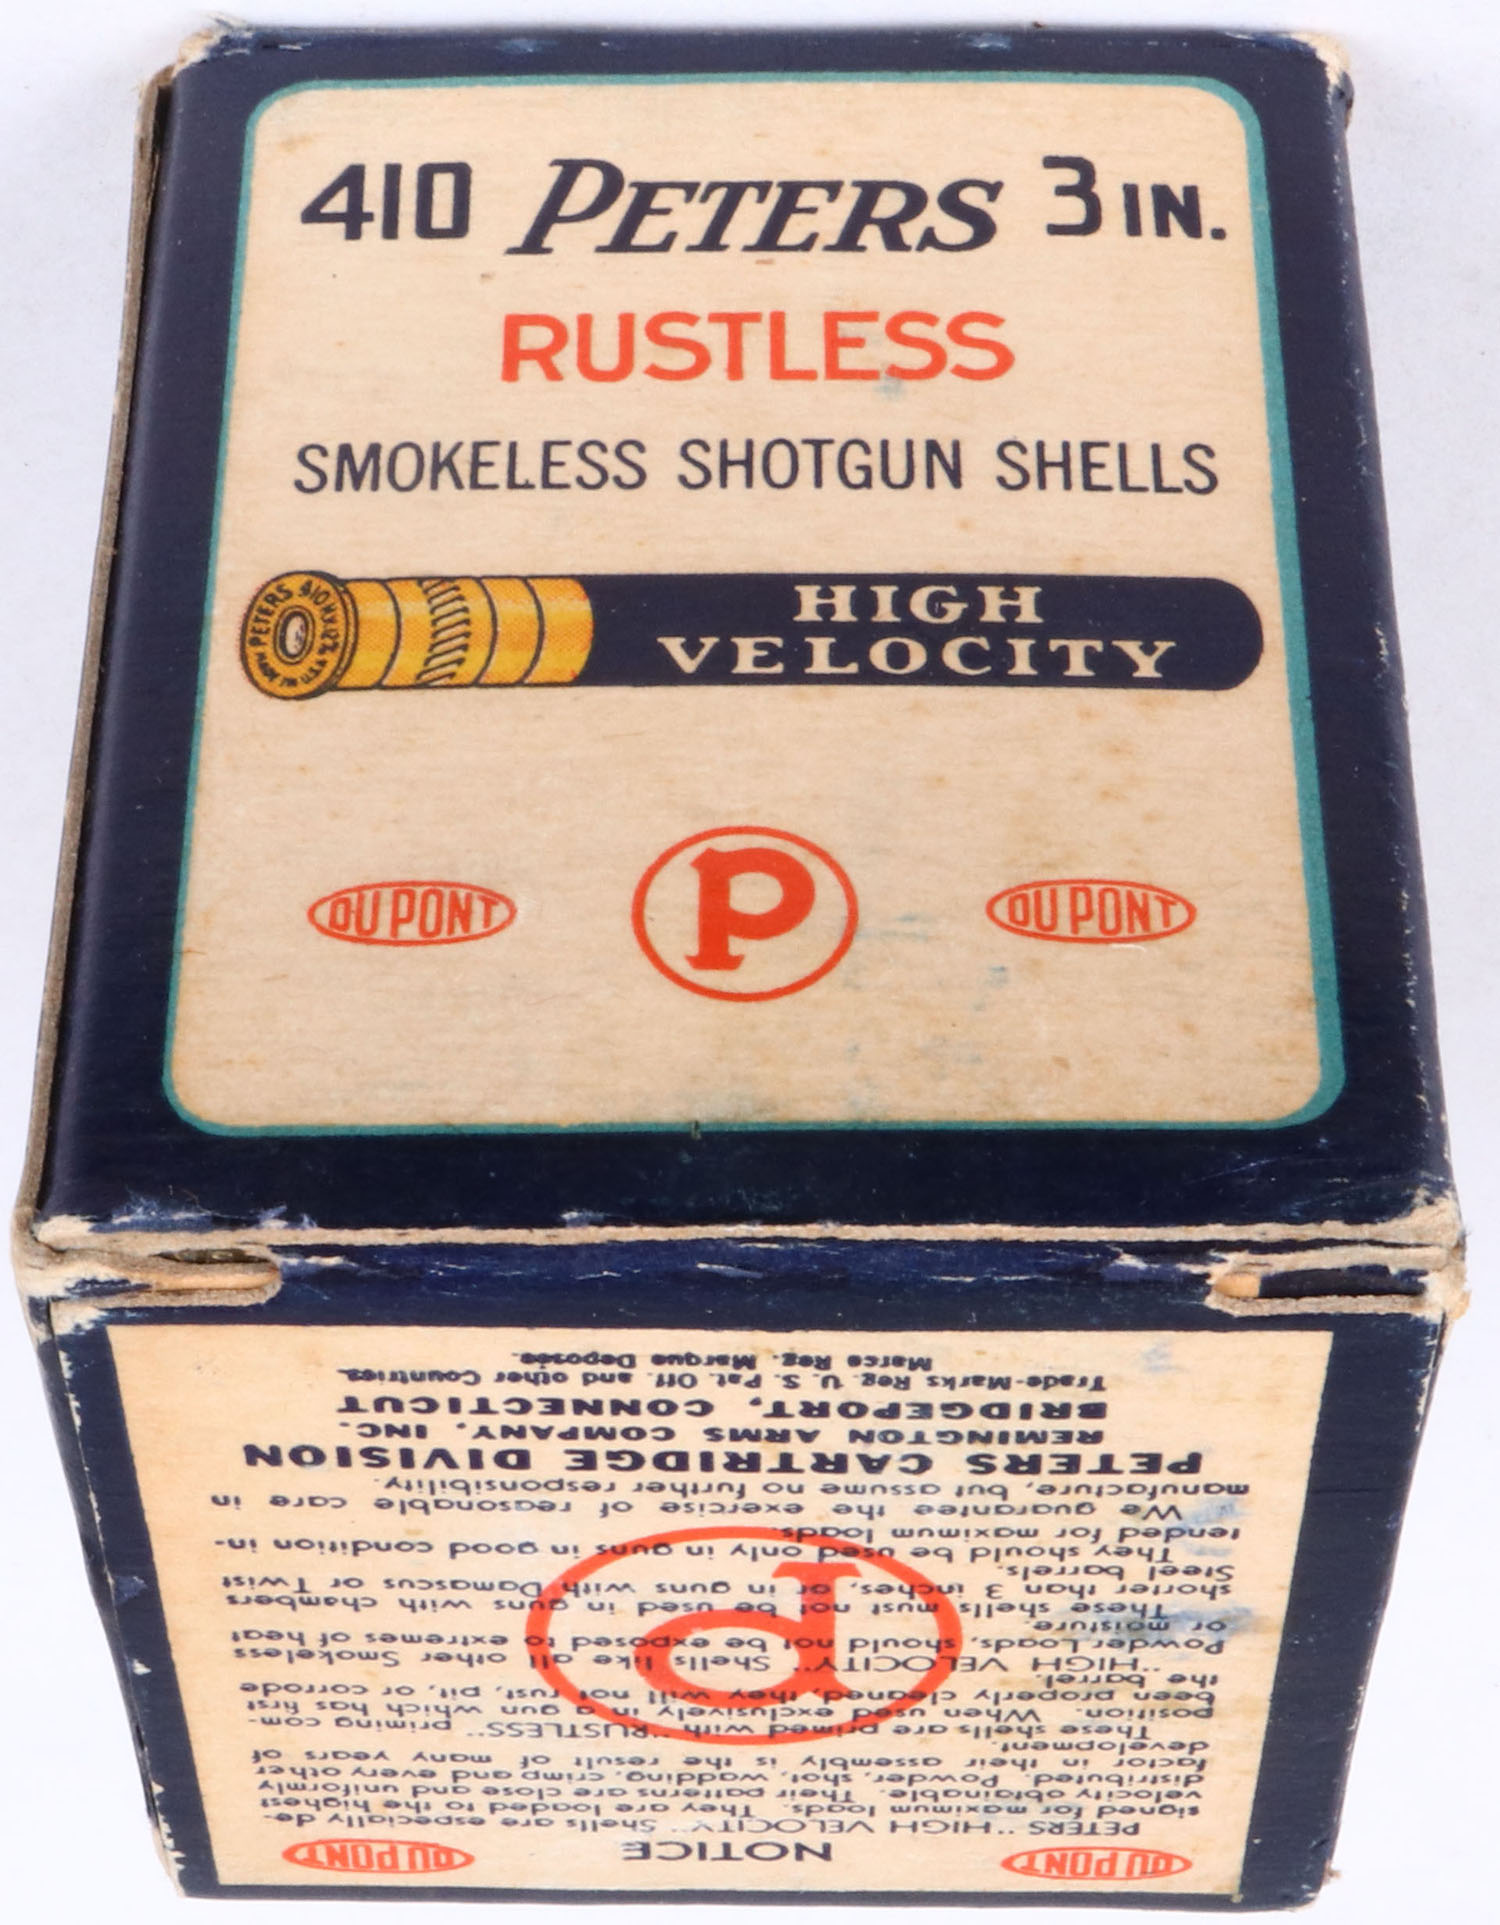 410 PETERS 3 IN.
RUSTLESS
SMOKELESS SHOTGUN SHELLS
PETERS 410
HIGH
VELOCITY
DU PONT P DU PONT
DU PONT NOTICE DU PONT
PETERS "HIGH VELOCITY" Shells are especially de-
signed for maximum loads. They are loaded to the highest
velocity obtainable. Their patterns are close and uniformly
distributed. Powder, shot, wadding, crimp and every other
factor in their assembly is the result of many years of
development.
These shells are primed with "RUSTLESS" priming com-
position. When used exclusively in a gun which has first
been properly cleaned, they will not rust, pit, or corrode
the barrel.
"HIGH VELOCITY" Shells like all other Smokeless
Powder Loads, should not be exposed to extremes of heat
or moisture.
These shells must not be used in guns with chambers
shorter than 3 inches, or in guns with Damascus or Twist
Steel barrels.
They should be used only in guns in good condition in-
tended for maximum loads.
We guarantee the exercise of reasonable care in
manufacture, but assume no further responsibility.
P
PETERS CARTRIDGE DIVISION
REMINGTON ARMS COMPANY, INC.
BRIDGEPORT, CONNECTICUT
Trade-Marks Reg. U. S. Pat. Off. and other Countries.
Marca Reg. Marque Deposée.